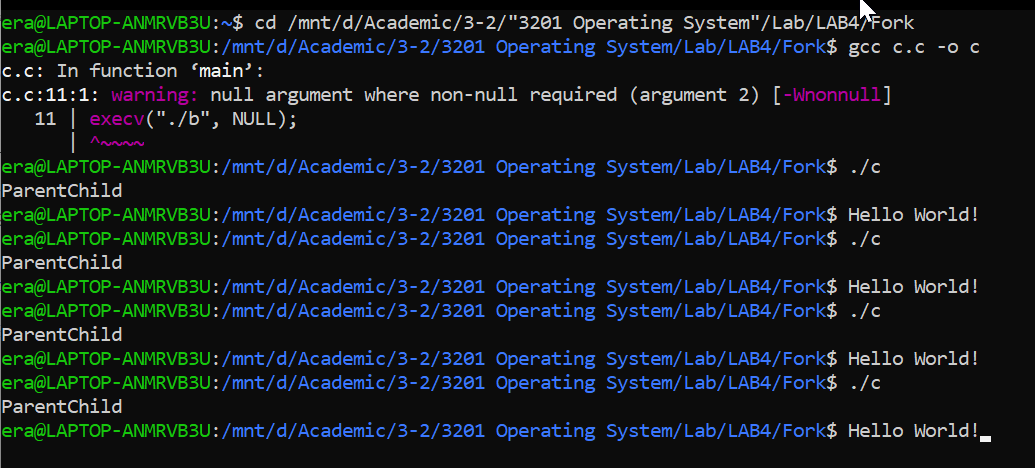 era@LAPTOP-ANMRVB3U:~$ cd /mnt/d/Academic/3-2/"3201 Operating System"/Lab/LAB4/Fork
era@LAPTOP-ANMRVB3U:/mnt/d/Academic/3-2/3201 Operating System/Lab/LAB4/Fork$ gcc c.c -o c
c.c: In function ‘main’:
c.c:11:1: warning: null argument where non-null required (argument 2) [-Wnonnull]
   11 | execv("./b", NULL);
      | ^~~~~
era@LAPTOP-ANMRVB3U:/mnt/d/Academic/3-2/3201 Operating System/Lab/LAB4/Fork$ ./c
ParentChild
era@LAPTOP-ANMRVB3U:/mnt/d/Academic/3-2/3201 Operating System/Lab/LAB4/Fork$ Hello World!
era@LAPTOP-ANMRVB3U:/mnt/d/Academic/3-2/3201 Operating System/Lab/LAB4/Fork$ ./c
ParentChild
era@LAPTOP-ANMRVB3U:/mnt/d/Academic/3-2/3201 Operating System/Lab/LAB4/Fork$ Hello World!
era@LAPTOP-ANMRVB3U:/mnt/d/Academic/3-2/3201 Operating System/Lab/LAB4/Fork$ ./c
ParentChild
era@LAPTOP-ANMRVB3U:/mnt/d/Academic/3-2/3201 Operating System/Lab/LAB4/Fork$ Hello World!
era@LAPTOP-ANMRVB3U:/mnt/d/Academic/3-2/3201 Operating System/Lab/LAB4/Fork$ ./c
ParentChild
era@LAPTOP-ANMRVB3U:/mnt/d/Academic/3-2/3201 Operating System/Lab/LAB4/Fork$ Hello World!